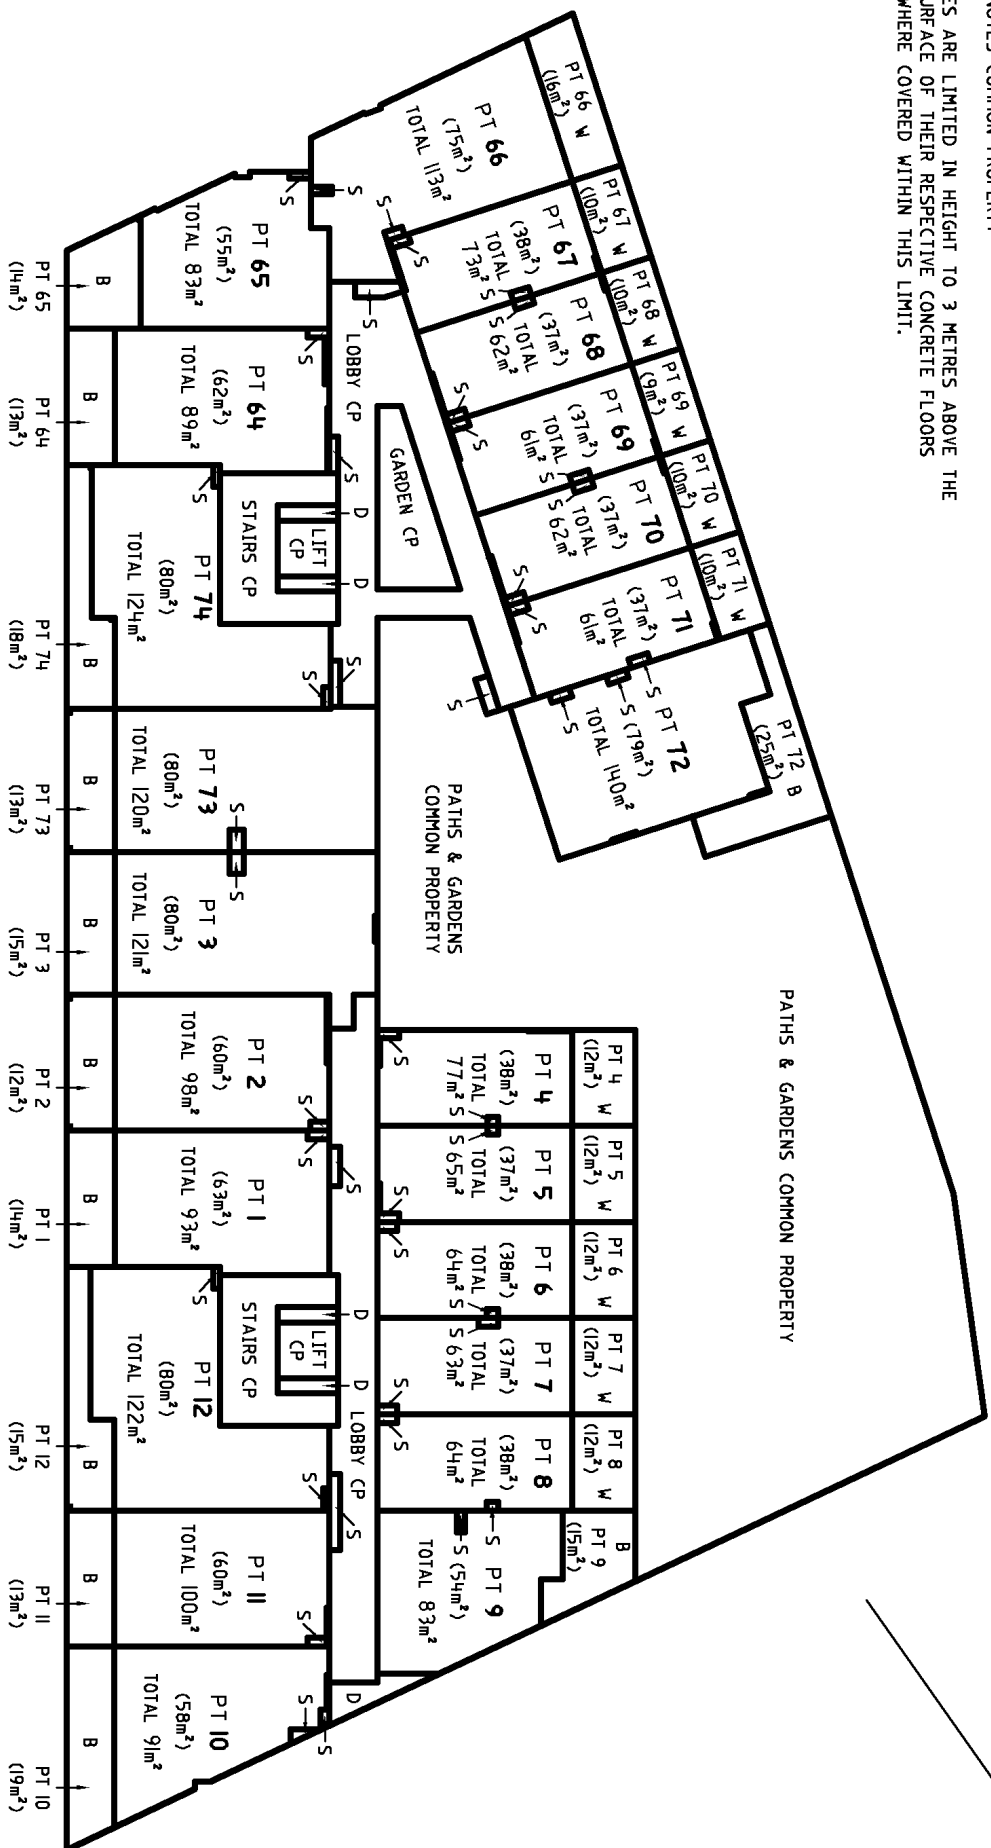 NOTES COMMON PROPERTY
ES ARE LIMITED IN HEIGHT TO 3 METRES ABOVE THE
URFACE OF THEIR RESPECTIVE CONCRETE FLOORS
WHERE COVERED WITHIN THIS LIMIT.
PT 66
(16m²) W
PT 67
(10m²) W
PT 68
(10m²) W
PT 69
(9m²) W
PT 70
(10m²) W
PT 71
(10m²) W
PT 72
(25m²) B
PT 66
(75m²)
TOTAL 113m²
PT 67
(38m²)
TOTAL
73m² S
PT 68
(37m²)
TOTAL
S 62m²
PT 69
(37m²)
TOTAL
61m² S
PT 70
(37m²)
TOTAL
S 62m²
PT 71
(37m²)
TOTAL
61m²
PT 72
S (79m²)
TOTAL 140m²
S
S
S
S
S
S
S
S
S
S
PATHS & GARDENS COMMON PROPERTY
PATHS & GARDENS
COMMON PROPERTY
GARDEN CP
LOBBY CP
S
S
S
PT 4
(12m²) W
PT 5
(12m²) W
PT 6
(12m²) W
PT 7
(12m²) W
PT 8
(12m²) W
B
PT 9
(15m²)
PT 4
(38m²)
TOTAL
77m² S
PT 5
(37m²)
TOTAL
S 65m²
PT 6
(38m²)
TOTAL
64m² S
PT 7
(37m²)
TOTAL
S 63m²
PT 8
(38m²)
TOTAL
64m²
S PT 9
S (54m²)
TOTAL 83m²
S
S
S
S
S
LOBBY CP
D
PT 65
(55m²)
TOTAL 83m²
PT 64
(62m²)
TOTAL 89m²
S
S
D
LIFT
CP
D
STAIRS CP
S
PT 74
(80m²)
TOTAL 124m²
S
S
PT 73
(80m²)
TOTAL 120m²
S
S
PT 3
(80m²)
TOTAL 121m²
PT 2
(60m²)
TOTAL 98m²
S
S
S
PT 1
(63m²)
TOTAL 93m²
D
LIFT
CP
D
STAIRS CP
S
PT 12
(80m²)
TOTAL 122m²
S
S
PT 11
(60m²)
TOTAL 100m²
S
PT 10
(58m²)
TOTAL 91m²
S
S
B
B
B
B
B
B
B
B
B
B
PT 65
(14m²)
PT 64
(13m²)
PT 74
(18m²)
PT 73
(13m²)
PT 3
(15m²)
PT 2
(12m²)
PT 1
(14m²)
PT 12
(15m²)
PT 11
(13m²)
PT 10
(19m²)